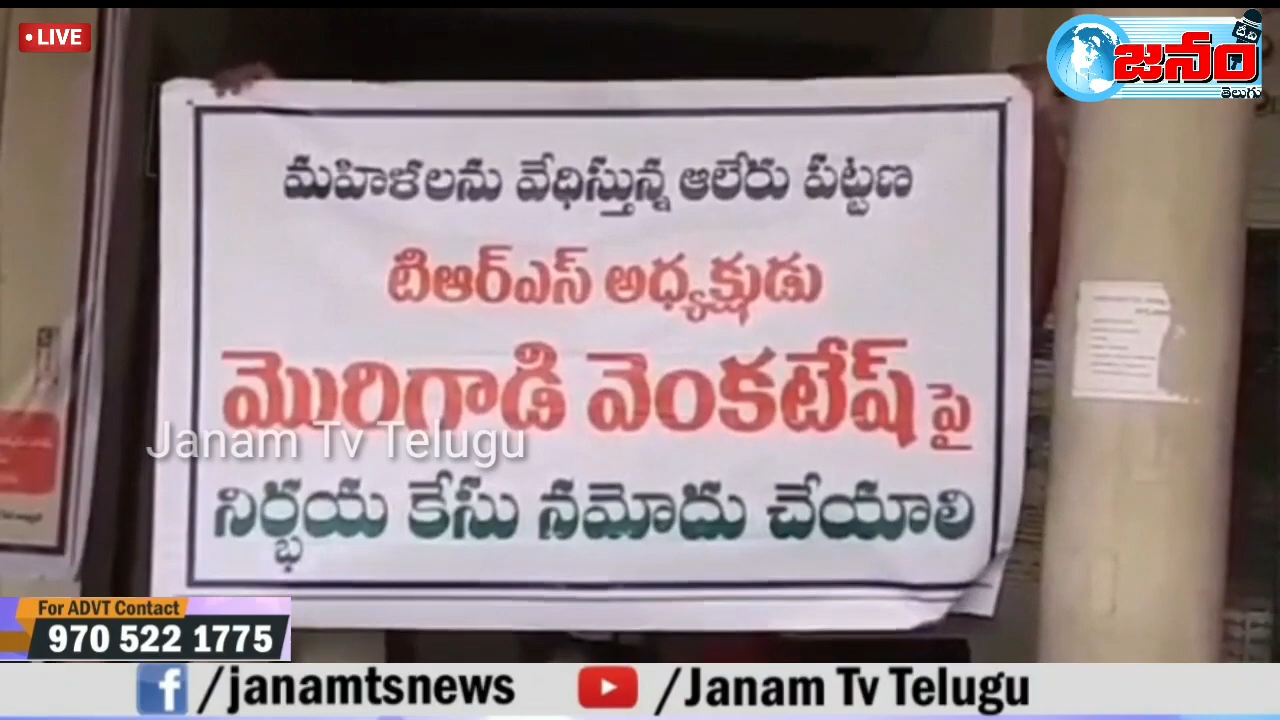 • LIVE
జనం
టీవి
తెలుగు
మహిళలను వేధిస్తున్న ఆలేరు పట్టణ
టిఆర్ఎస్ అధ్యక్షుడు
మొరిగాడి వెంకటేష్ పై
నిర్భయ కేసు నమోదు చేయాలి
Janam Tv Telugu
For ADVT Contact
970 522 1775
/janamtsnews
/Janam Tv Telugu